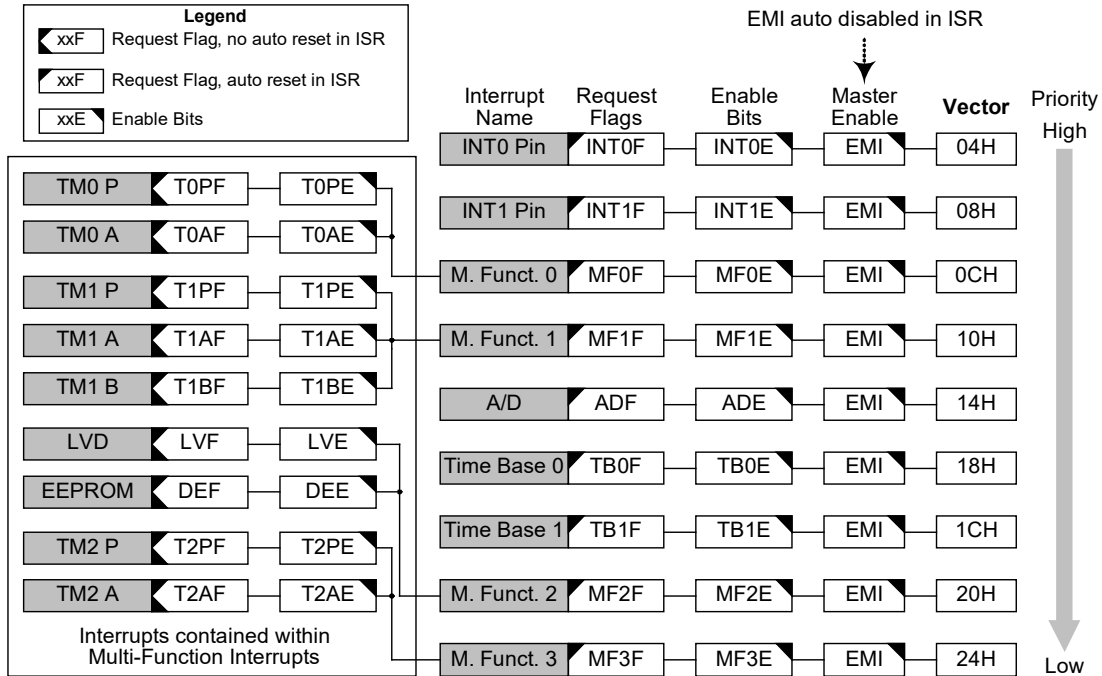 Legend
xxF Request Flag, no auto reset in ISR
xxF Request Flag, auto reset in ISR
xxE Enable Bits
EMI auto disabled in ISR
Interrupt Name
Request Flags
Enable Bits
Master Enable
Vector
Priority
High
INT0 Pin INT0F INT0E EMI 04H
INT1 Pin INT1F INT1E EMI 08H
M. Funct. 0 MF0F MF0E EMI 0CH
M. Funct. 1 MF1F MF1E EMI 10H
A/D ADF ADE EMI 14H
Time Base 0 TB0F TB0E EMI 18H
Time Base 1 TB1F TB1E EMI 1CH
M. Funct. 2 MF2F MF2E EMI 20H
M. Funct. 3 MF3F MF3E EMI 24H
Low
TM0 P T0PF T0PE
TM0 A T0AF T0AE
TM1 P T1PF T1PE
TM1 A T1AF T1AE
TM1 B T1BF T1BE
LVD LVF LVE
EEPROM DEF DEE
TM2 P T2PF T2PE
TM2 A T2AF T2AE
Interrupts contained within
Multi-Function Interrupts